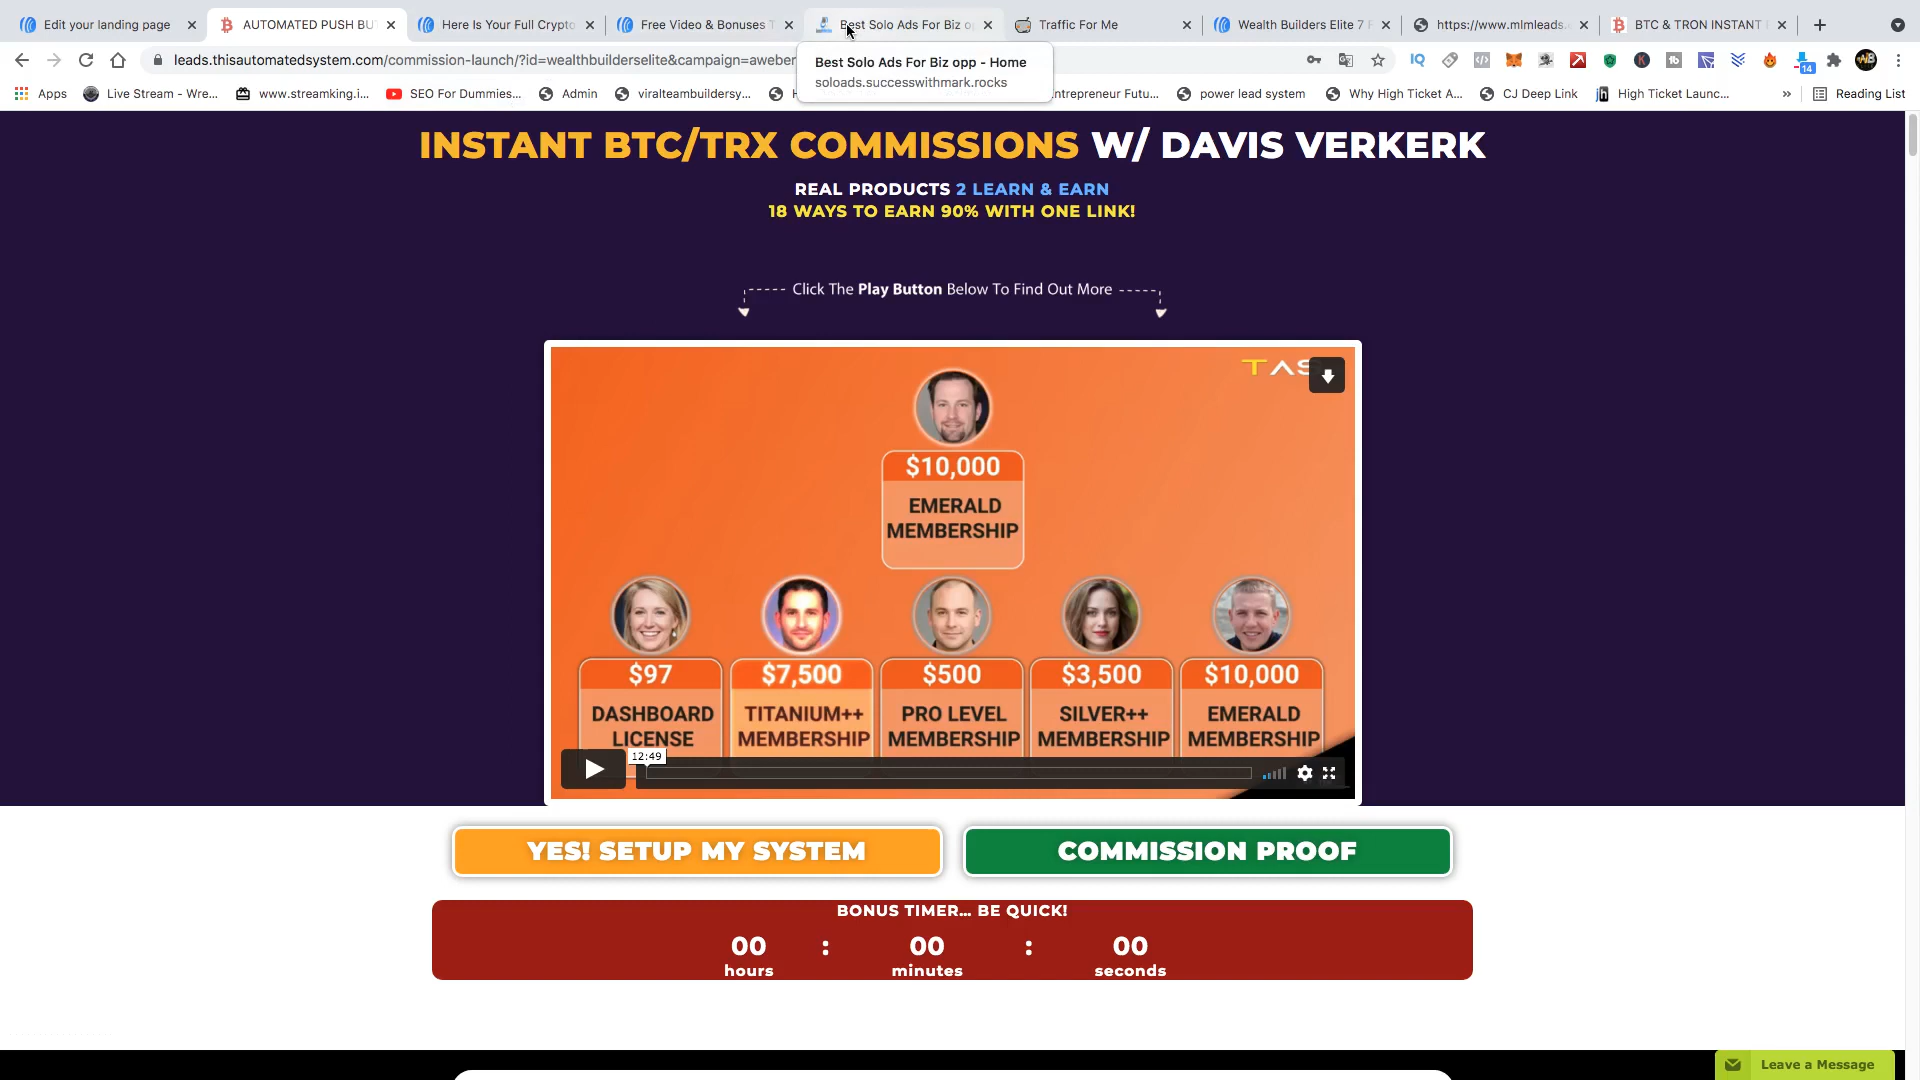 Edit your landing page
AUTOMATED PUSH BU
Here Is Your Full Crypto
Free Video & Bonuses T
Best Solo Ads For Biz op
Traffic For Me
Wealth Builders Elite 7 F
https://www.mlmleads.c
BTC & TRON INSTANT
leads.thisautomatedsystem.com/commission-launch/?id=wealthbuilderselite&campaign=aweber
14
Best Solo Ads For Biz opp - Home
soloads.successwithmark.rocks
Apps
Live Stream - Wre...
www.streamking.i...
SEO For Dummies...
Admin
viralteambuildersy...
ntrepreneur Futu...
power lead system
Why High Ticket A...
CJ Deep Link
High Ticket Launc...
»
Reading List
INSTANT BTC/TRX COMMISSIONS W/ DAVIS VERKERK
REAL PRODUCTS 2 LEARN & EARN
18 WAYS TO EARN 90% WITH ONE LINK!
Click The Play Button Below To Find Out More
TAS
$10,000
EMERALD
MEMBERSHIP
$97
DASHBOARD
LICENSE
$7,500
TITANIUM++
MEMBERSHIP
$500
PRO LEVEL
MEMBERSHIP
$3,500
SILVER++
MEMBERSHIP
$10,000
EMERALD
MEMBERSHIP
12:49
YES! SETUP MY SYSTEM
COMMISSION PROOF
BONUS TIMER... BE QUICK!
00 : 00 : 00
hours minutes seconds
Leave a Message